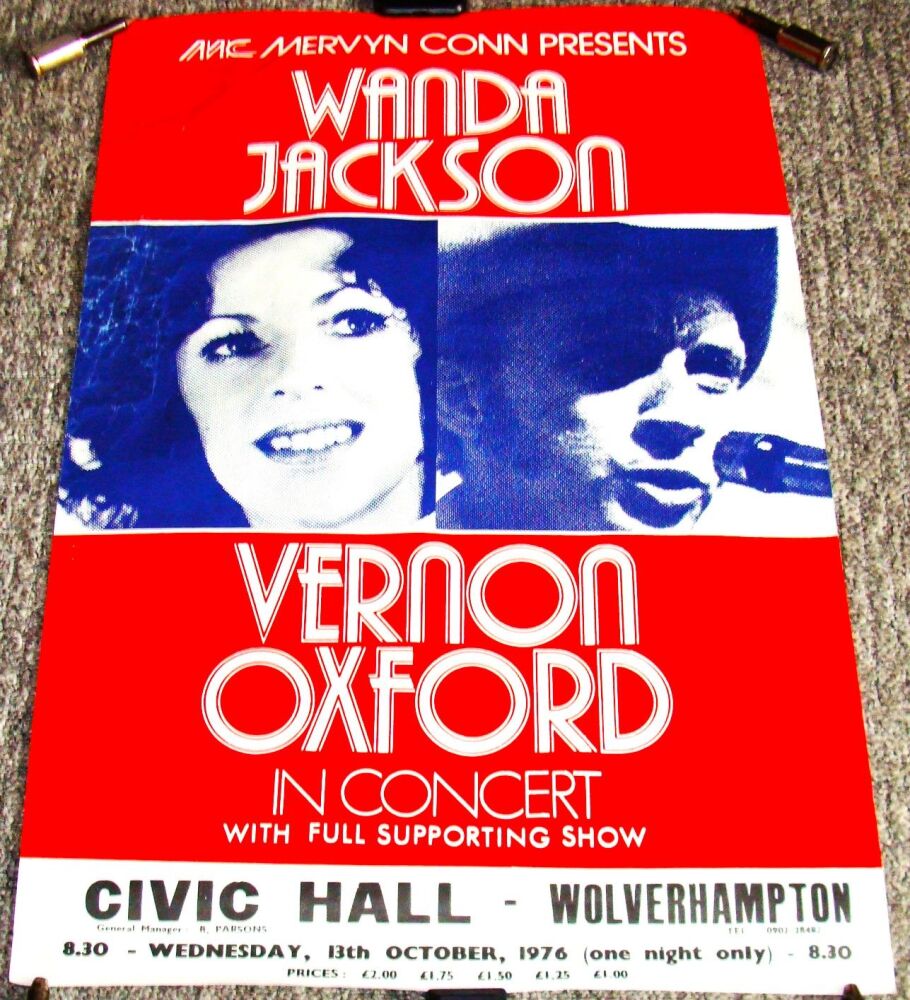 MC MERVYN CONN PRESENTS
WANDA
JACKSON
VERNON
OXFORD
IN CONCERT
WITH FULL SUPPORTING SHOW
CIVIC HALL - WOLVERHAMPTON
General Manager: R. PARSONS TEL 0902
8.30 - WEDNESDAY, 13th OCTOBER, 1976 (one night only) - 8.30
PRICES: £2.00 £1.75 £1.50 £1.25 £1.00